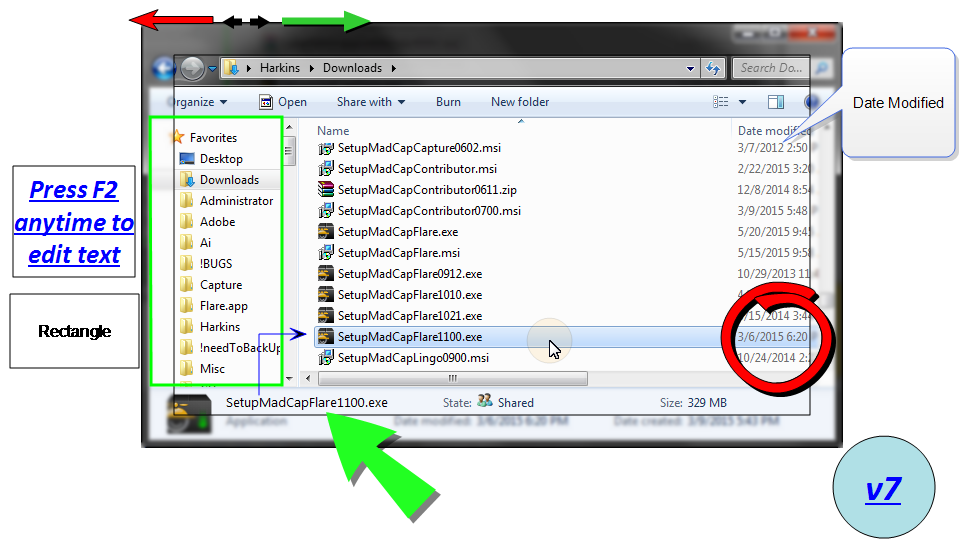 Harkins Downloads Search Do...
Organize Open Share with Burn New folder
Date Modified
Favorites
Desktop
Downloads
Administrator
Adobe
Ai
!BUGS
Capture
Flare.app
Harkins
!needToBackUp
Misc
Name Date modified
SetupMadCapCapture0602.msi 3/7/2012 2:50 P
SetupMadCapContributor.msi 2/22/2015 3:20
SetupMadCapContributor0611.zip 12/8/2014 8:54
SetupMadCapContributor0700.msi 3/9/2015 5:48 P
SetupMadCapFlare.exe 5/20/2015 9:45
SetupMadCapFlare.msi 5/15/2015 9:58
SetupMadCapFlare0912.exe 10/29/2013 11:4
SetupMadCapFlare1010.exe
SetupMadCapFlare1021.exe /15/2014 3:44
SetupMadCapFlare1100.exe 3/6/2015 6:20 P
SetupMadCapLingo0900.msi 10/24/2014 2:2
SetupMadCapFlare1100.exe State: Shared Size: 329 MB
Application Date modified: 3/6/2015 6:20 PM Date created: 3/9/2015 5:43 PM
Press F2
anytime to
edit text
Rectangle
v7